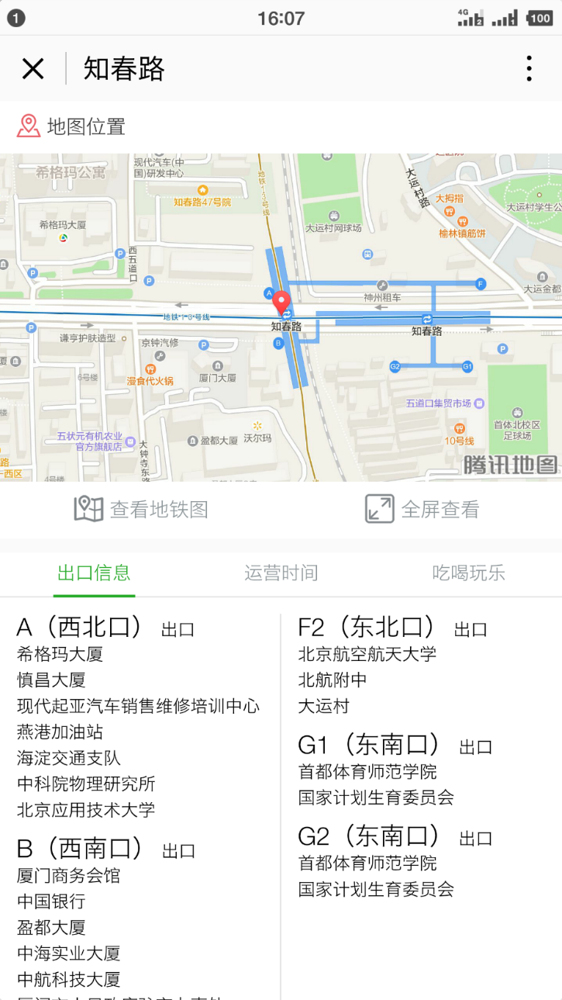 1
16:07
4G
2
1
100
知春路
地图位置
希格玛公寓
现代汽车(中
国)研发中心
知春路47号院
地铁13号线
大运村路
大拇指
榆林镇筋饼
大运村学生公
希格玛大厦
大运村网球场
P
西五道口
P
P
A
F
神州租车
大运金都
地铁10号线
知春路
知春路
P
谦亨护肤造型
京钟汽修
P
B
P
6号楼
漫食代火锅
厦门大厦
G2
G1
五道口集贸市场
首体北校区
足球场
五状元有机农业
官方旗舰店
大钟寺东路
盈都大厦
沃尔玛
10号线
路
一西区
4号楼
腾讯地图
查看地铁图
全屏查看
出口信息
运营时间
吃喝玩乐
A（西北口） 出口
希格玛大厦
慎昌大厦
现代起亚汽车销售维修培训中心
燕港加油站
海淀交通支队
中科院物理研究所
北京应用技术大学
B（西南口） 出口
厦门商务会馆
中国银行
盈都大厦
中海实业大厦
中航科技大厦
F2（东北口） 出口
北京航空航天大学
北航附中
大运村
G1（东南口） 出口
首都体育师范学院
国家计划生育委员会
G2（东南口） 出口
首都体育师范学院
国家计划生育委员会